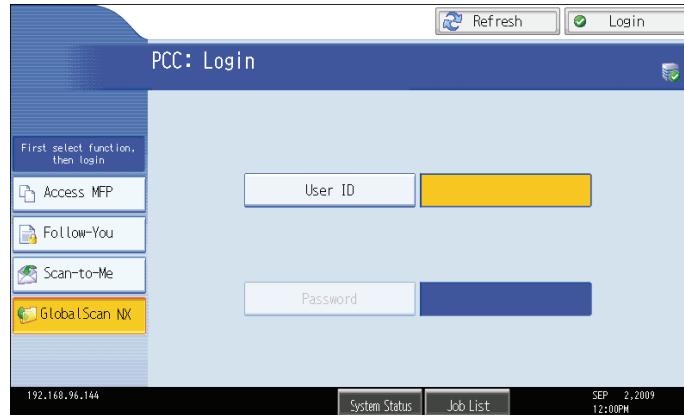 Refresh
Login
PCC: Login
First select function,
then login
Access MFP
Follow-You
Scan-to-Me
GlobalScan NX
User ID
Password
192.168.96.144
System Status
Job List
SEP 2,2009
12:00PM